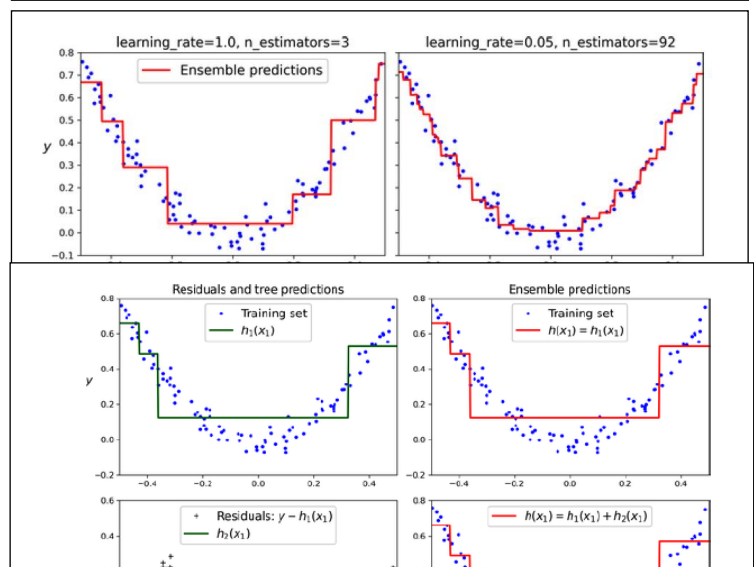 learning_rate=1.0, n_estimators=3
learning_rate=0.05, n_estimators=92
0.8
0.7
0.6
0.5
0.4
0.3
0.2
0.1
0.0
−0.1
y
Ensemble predictions
Residuals and tree predictions
Ensemble predictions
0.8
0.6
0.4
0.2
0.0
−0.2
y
Training set
h₁(x₁)
−0.4 −0.2 0.0 0.2 0.4
0.8
0.6
0.4
0.2
0.0
−0.2
Training set
h(x₁) = h₁(x₁)
−0.4 −0.2 0.0 0.2 0.4
0.6
0.4
Residuals: y − h₁(x₁)
h₂(x₁)
0.8
0.6
h(x₁) = h₁(x₁) + h₂(x₁)